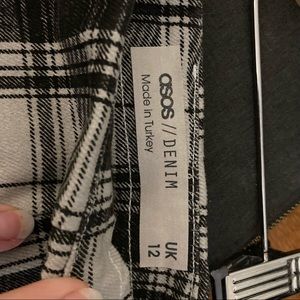 asos // DENIM
Made in Turkey
UK
12